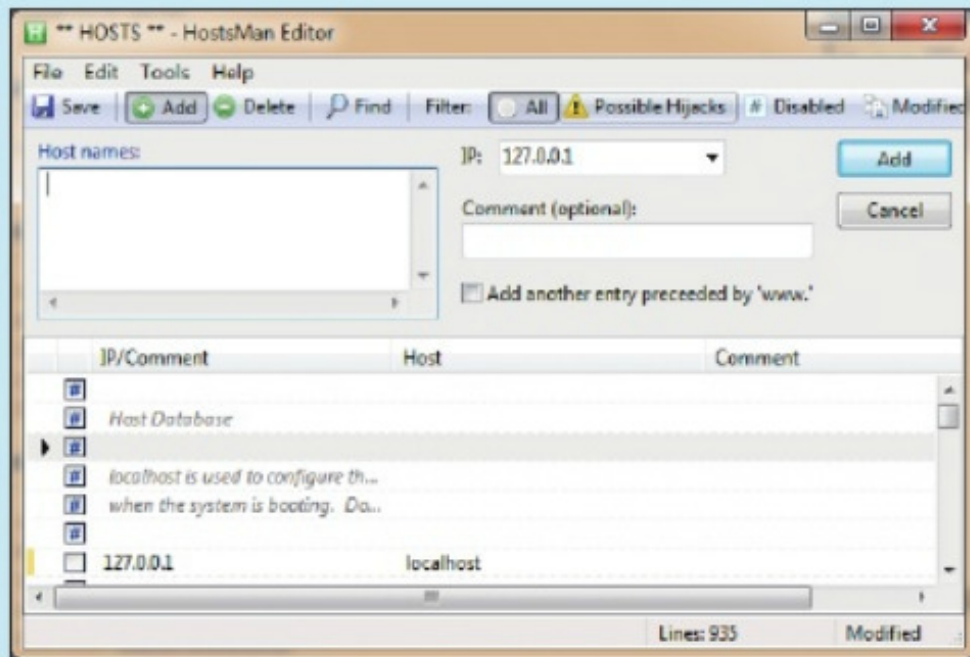 ** HOSTS ** - HostsMan Editor
File Edit Tools Help
Save Add Delete Find Filter: All Possible Hijacks # Disabled Modified
Host names:
IP: 127.0.0.1
Add
Comment (optional):
Cancel
Add another entry preceeded by 'www.'
IP/Comment Host Comment
#
# Host Database
#
# localhost is used to configure th...
# when the system is booting. Do...
#
127.0.0.1 localhost
Lines: 935 Modified